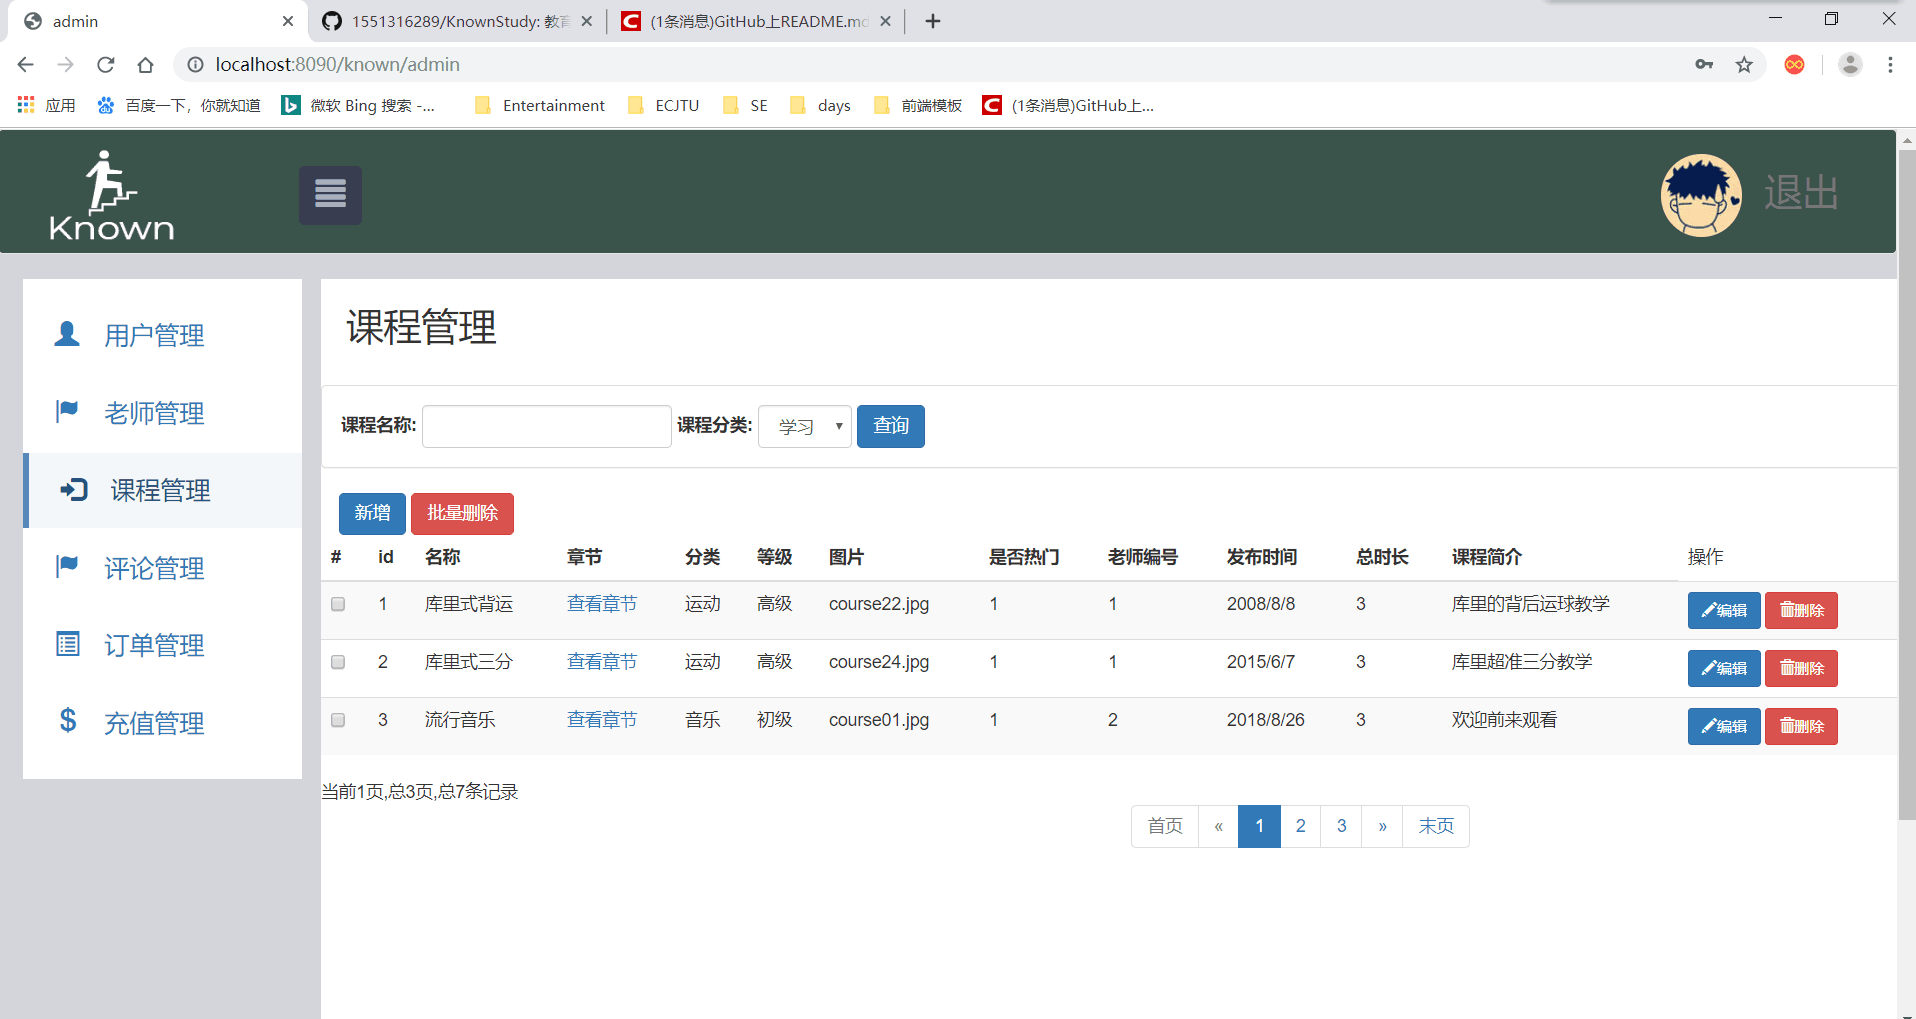 admin
1551316289/KnownStudy: 教育
(1条消息)GitHub上README.md
localhost:8090/known/admin
应用 百度一下，你就知道 微软 Bing 搜索 -... Entertainment ECJTU SE days 前端模板 (1条消息)GitHub上...
Known
退出
用户管理
老师管理
课程管理
评论管理
订单管理
充值管理
课程管理
课程名称: 课程分类: 学习 查询
新增 批量删除
# id 名称 章节 分类 等级 图片 是否热门 老师编号 发布时间 总时长 课程简介 操作
1 库里式背运 查看章节 运动 高级 course22.jpg 1 1 2008/8/8 3 库里的背后运球教学 编辑 删除
2 库里式三分 查看章节 运动 高级 course24.jpg 1 1 2015/6/7 3 库里超准三分教学 编辑 删除
3 流行音乐 查看章节 音乐 初级 course01.jpg 1 2 2018/8/26 3 欢迎前来观看 编辑 删除
当前1页,总3页,总7条记录
首页 « 1 2 3 » 末页